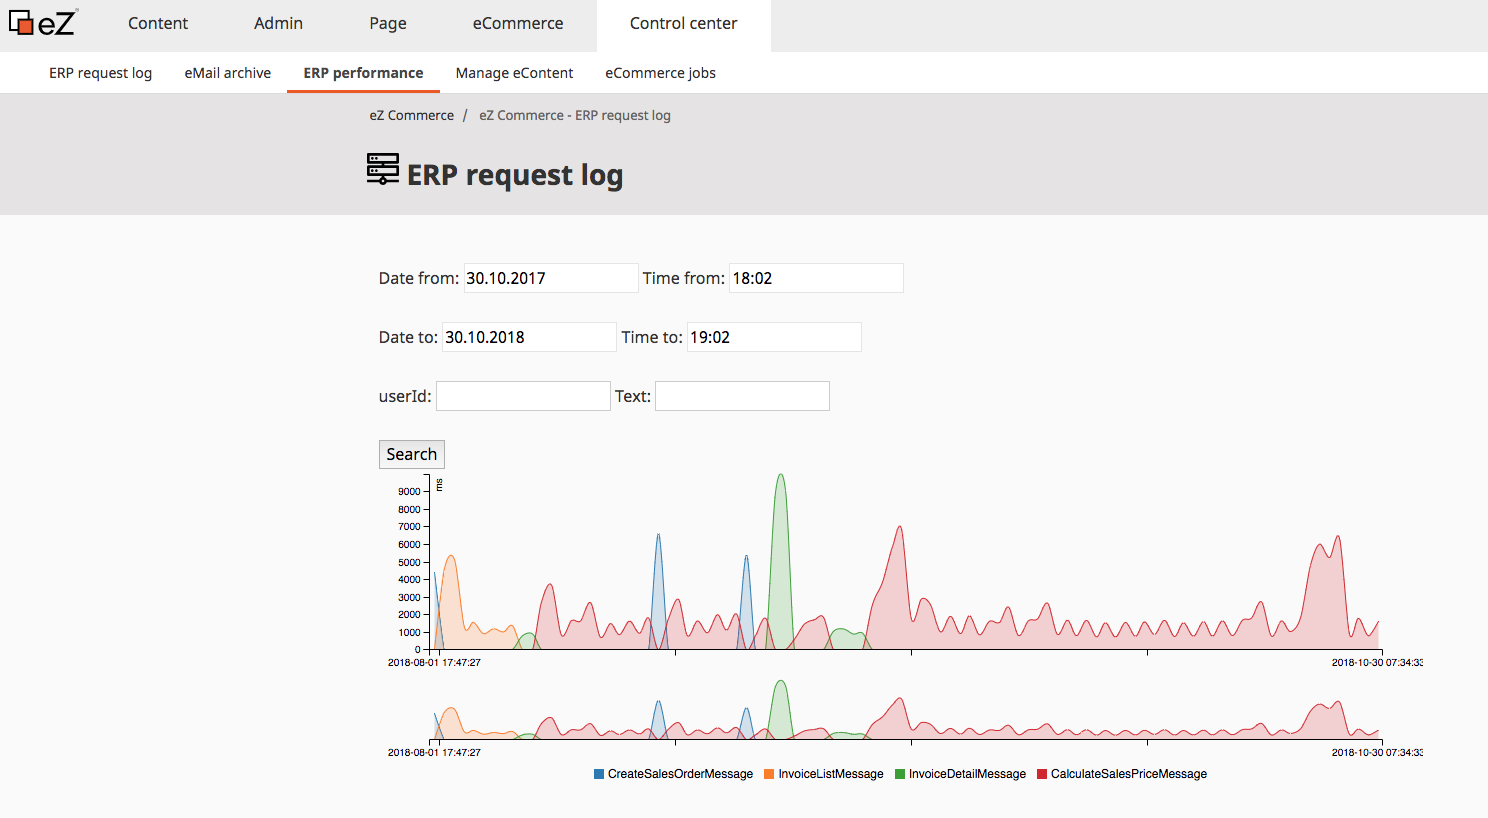 eZ
Content Admin Page eCommerce Control center
ERP request log eMail archive ERP performance Manage eContent eCommerce jobs
eZ Commerce / eZ Commerce - ERP request log
ERP request log
Date from: 30.10.2017 Time from: 18:02
Date to: 30.10.2018 Time to: 19:02
userId: Text:
Search
ms
9000
8000
7000
6000
5000
4000
3000
2000
1000
0
2018-08-01 17:47:27 2018-10-30 07:34:33
2018-08-01 17:47:27 2018-10-30 07:34:33
CreateSalesOrderMessage InvoiceListMessage InvoiceDetailMessage CalculateSalesPriceMessage